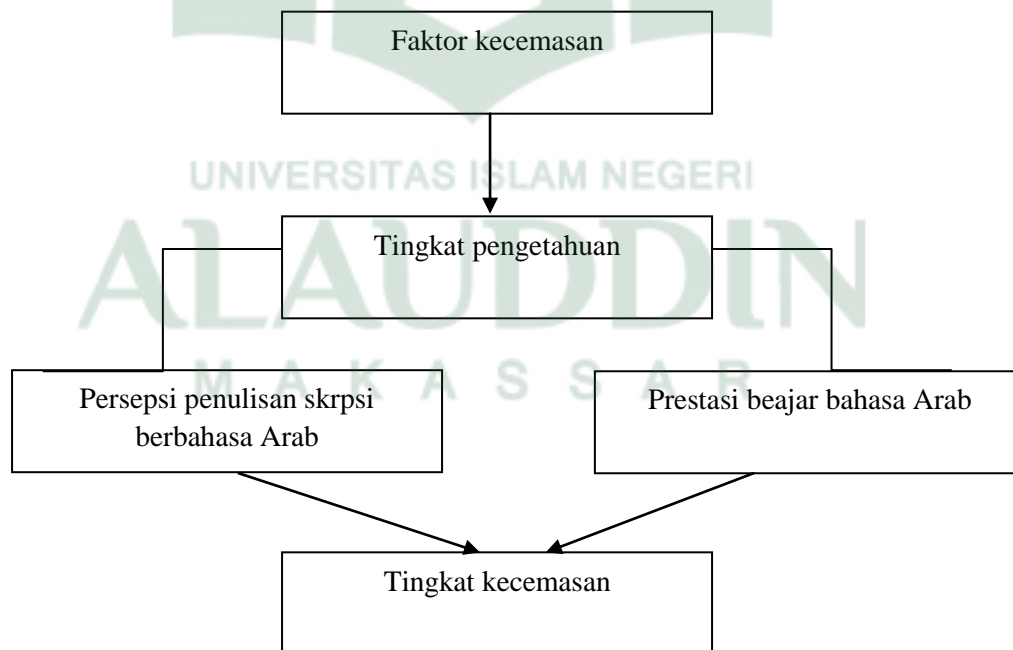 Faktor kecemasan
UNIVERSITAS ISLAM NEGERI
Tingkat pengetahuan
ALAUDDIN
MAKASSAR
Persepsi penulisan skrpsi
berbahasa Arab
Prestasi beajar bahasa Arab
Tingkat kecemasan